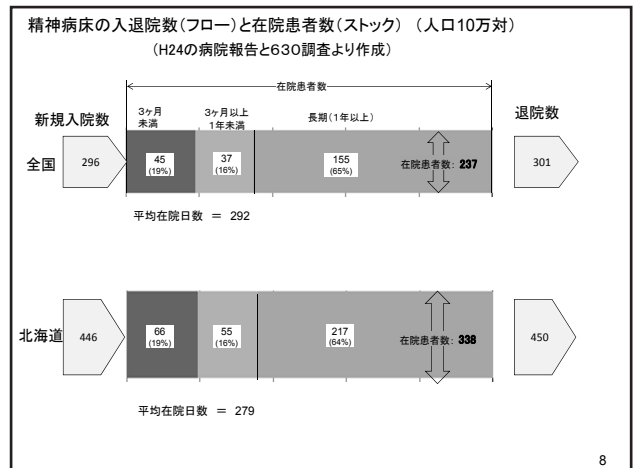 精神病床の入退院数(フロー)と在院患者数(ストック) (人口10万対)
(H24の病院報告と630調査より作成)
在院患者数
新規入院数
3ヶ月
未満
3ヶ月以上
1年未満
長期(1年以上)
退院数
全国
296
45
(19%)
37
(16%)
155
(65%)
在院患者数: 237
301
平均在院日数 = 292
北海道
446
66
(19%)
55
(16%)
217
(64%)
在院患者数: 338
450
平均在院日数 = 279
8